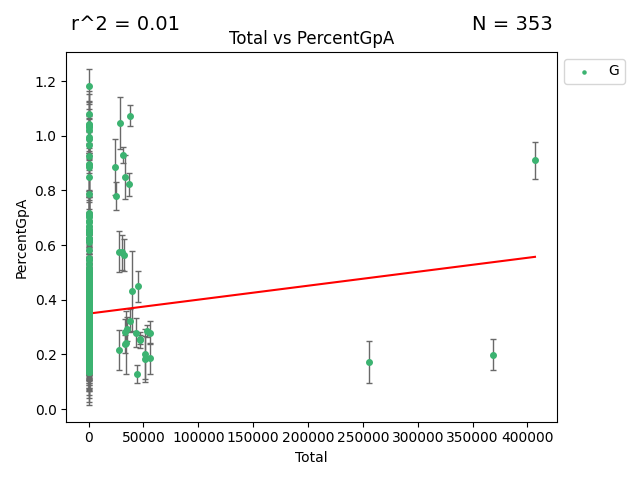 r^2 = 0.01
N = 353
Total vs PercentGpA
G
PercentGpA
1.2
1.0
0.8
0.6
0.4
0.2
0.0
0
50000
100000
150000
200000
250000
300000
350000
400000
Total